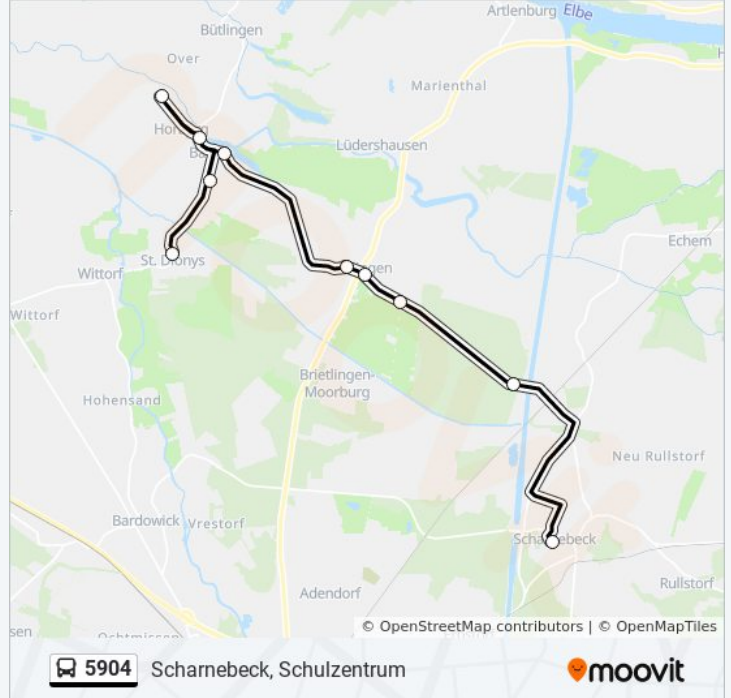 Artlenburg
Elbe
Bütlingen
Over
Marienthal
Lüdershausen
Echem
St. Dionys
Wittorf
Wittorf
Brietlingen-
Moorburg
Hohensand
Neu Rullstorf
Bardowick
Vrestorf
Adendorf
Rullstorf
© OpenStreetMap contributors | © OpenMapTiles
5904
Scharnebeck, Schulzentrum
moovit